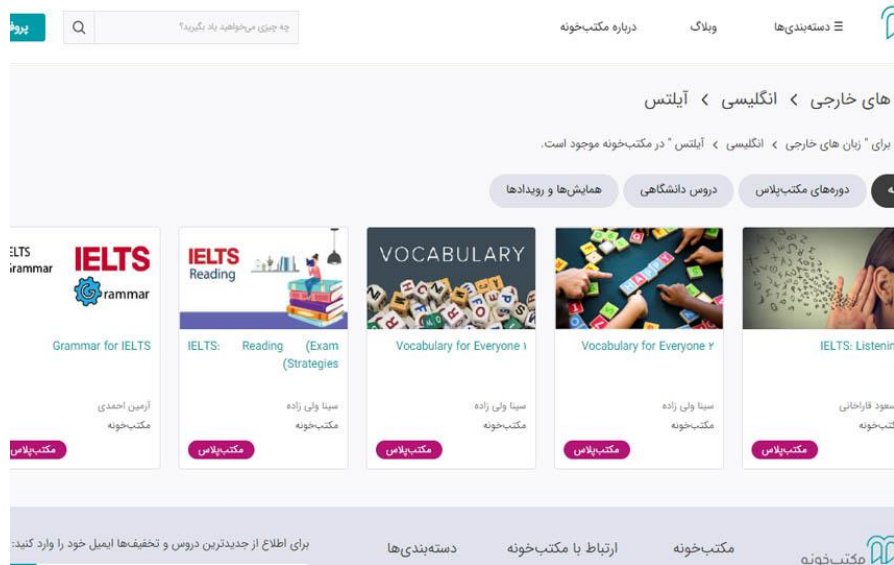 ☰ دسته‌بندی‌ها
وبلاگ
درباره مکتب‌خونه
چه چیزی می‌خواهید یاد بگیرید؟
های خارجی › انگلیسی › آیلتس
برای " زبان های خارجی › انگلیسی › آیلتس " در مکتب‌خونه موجود است.
دوره‌های مکتب‌پلاس
دروس دانشگاهی
همایش‌ها و رویدادها
IELTS: Listenin
قاراخانی
مکتب‌پلاس
HAPPY
Vocabulary for Everyone ۲
سینا ولی زاده
مکتب‌خونه
مکتب‌پلاس
VOCABULARY
Vocabulary for Everyone ۱
سینا ولی زاده
مکتب‌خونه
مکتب‌پلاس
IELTS
Reading
IELTS: Reading (Exam
(Strategies
سینا ولی زاده
مکتب‌خونه
مکتب‌پلاس
ELTS
Grammar
IELTS
Grammar
Grammar for IELTS
آرمین احمدی
مکتب‌خونه
مکتب‌پلاس
مکتب‌خونه
مکتب‌خونه
ارتباط با مکتب‌خونه
دسته‌بندی‌ها
برای اطلاع از جدیدترین دروس و تخفیف‌ها ایمیل خود را وارد کنید: